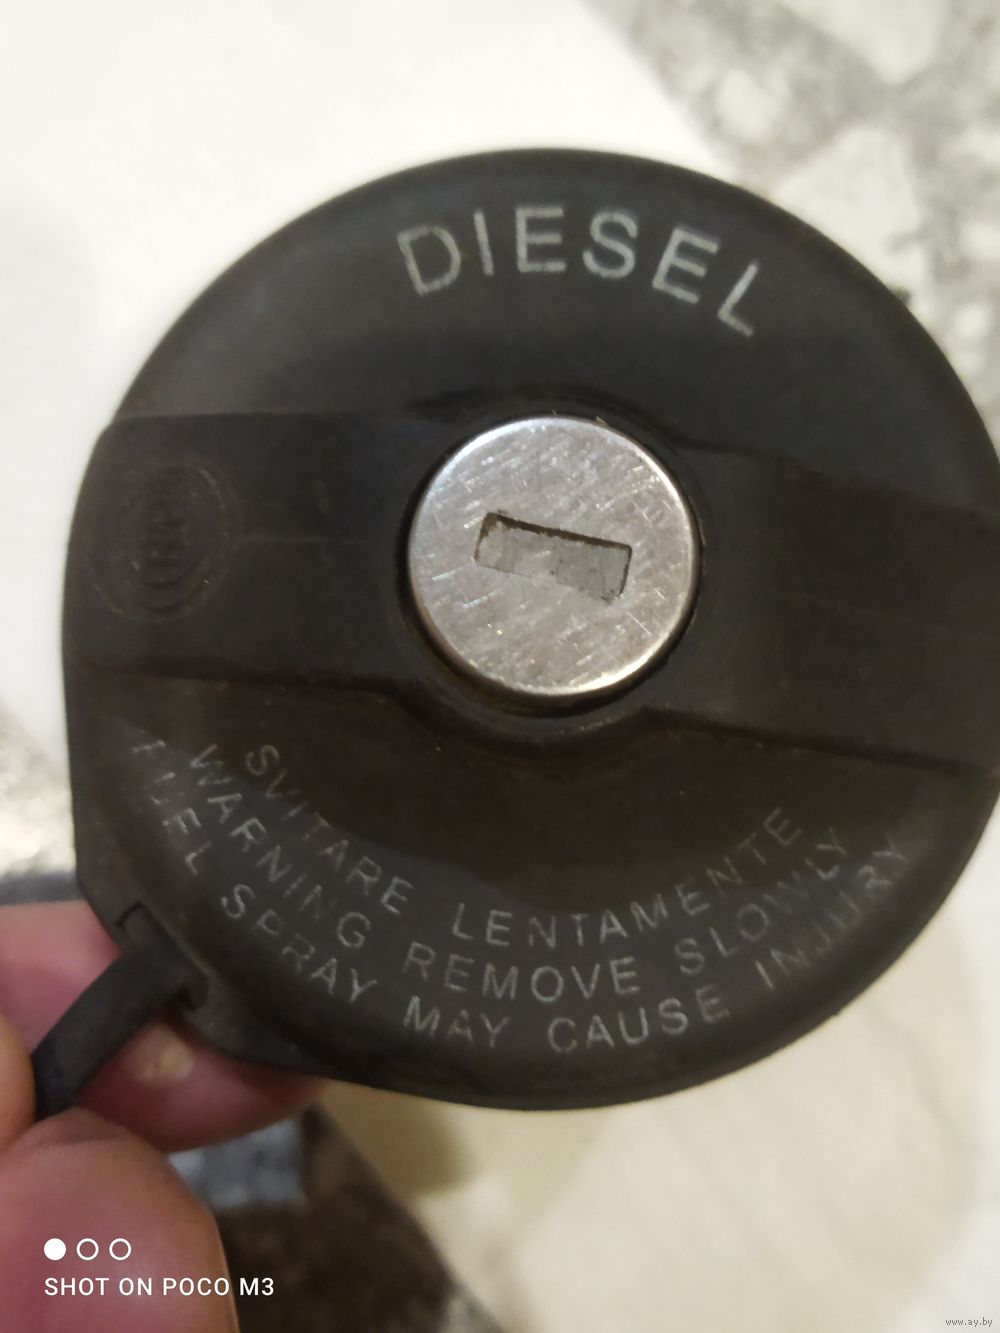 DIESEL
SVITARE LENTAMENTE
WARNING REMOVE SLOWLY
FUEL SPRAY MAY CAUSE INJURY
SHOT ON POCO M3
www.ay.by